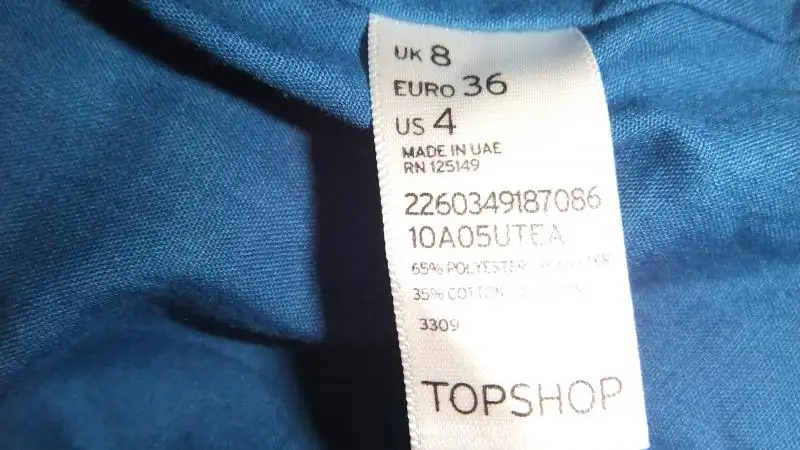 UK 8
EURO 36
US 4
MADE IN UAE
RN 125149
2260349187086
10A05UTEA
65% POLYESTER
35% COTTON
3309
TOPSHOP